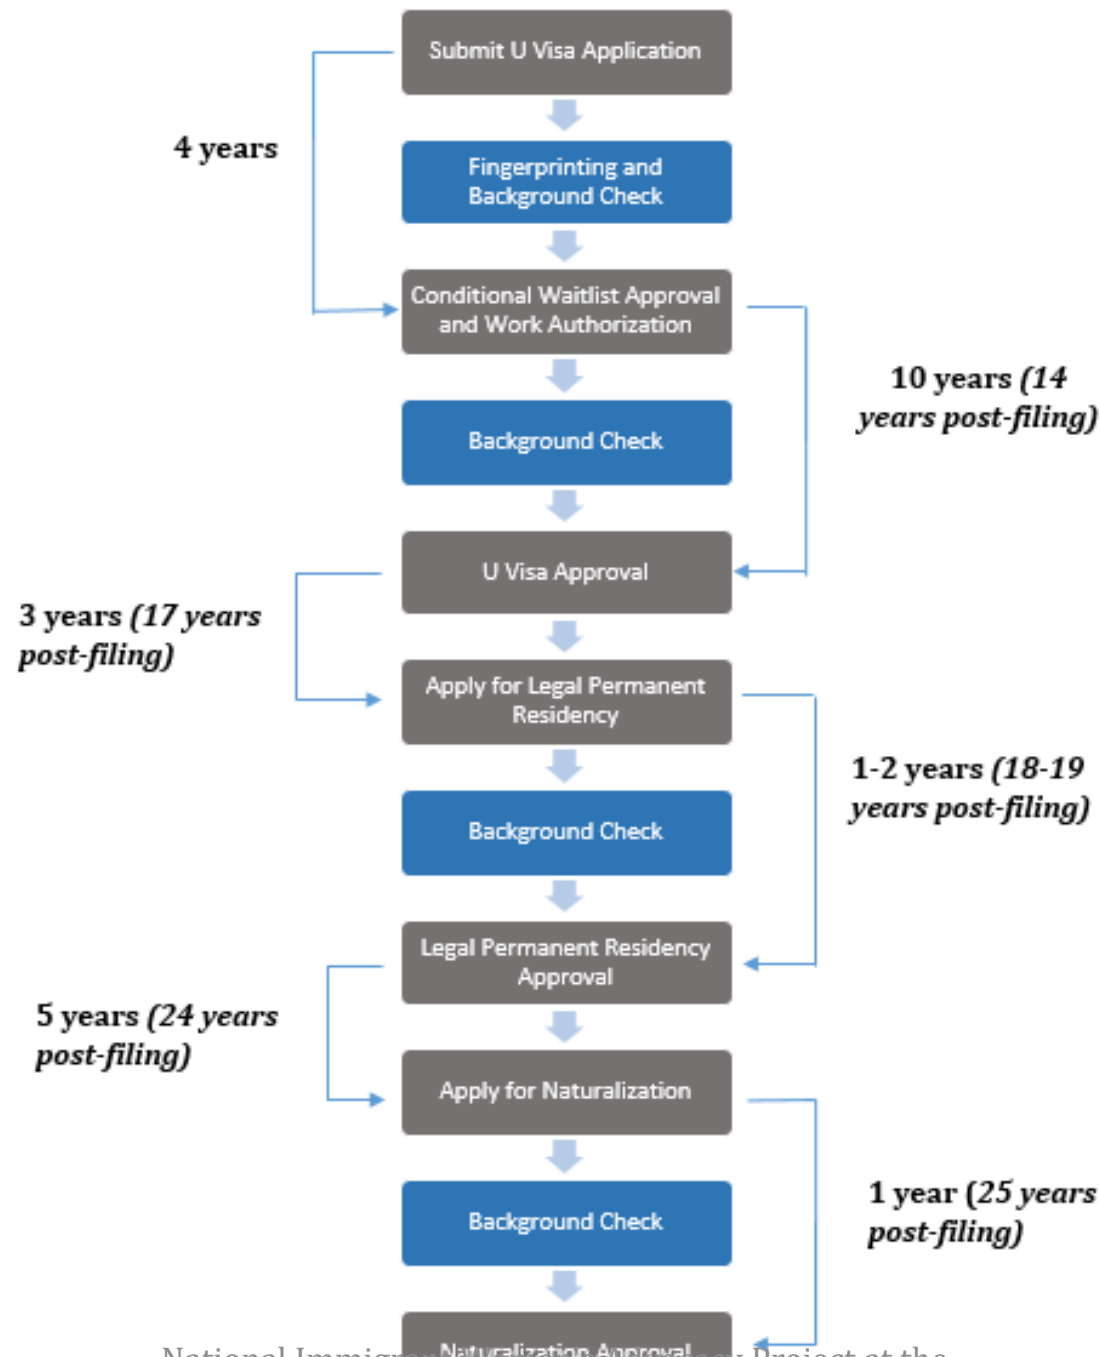 Submit U Visa Application
4 years
Fingerprinting and
Background Check
Conditional Waitlist Approval
and Work Authorization
10 years (14
years post-filing)
Background Check
U Visa Approval
3 years (17 years
post-filing)
Apply for Legal Permanent
Residency
1-2 years (18-19
years post-filing)
Background Check
Legal Permanent Residency
Approval
5 years (24 years
post-filing)
Apply for Naturalization
1 year (25 years
post-filing)
Background Check
Naturalization Approval
National Immigrant Project at the